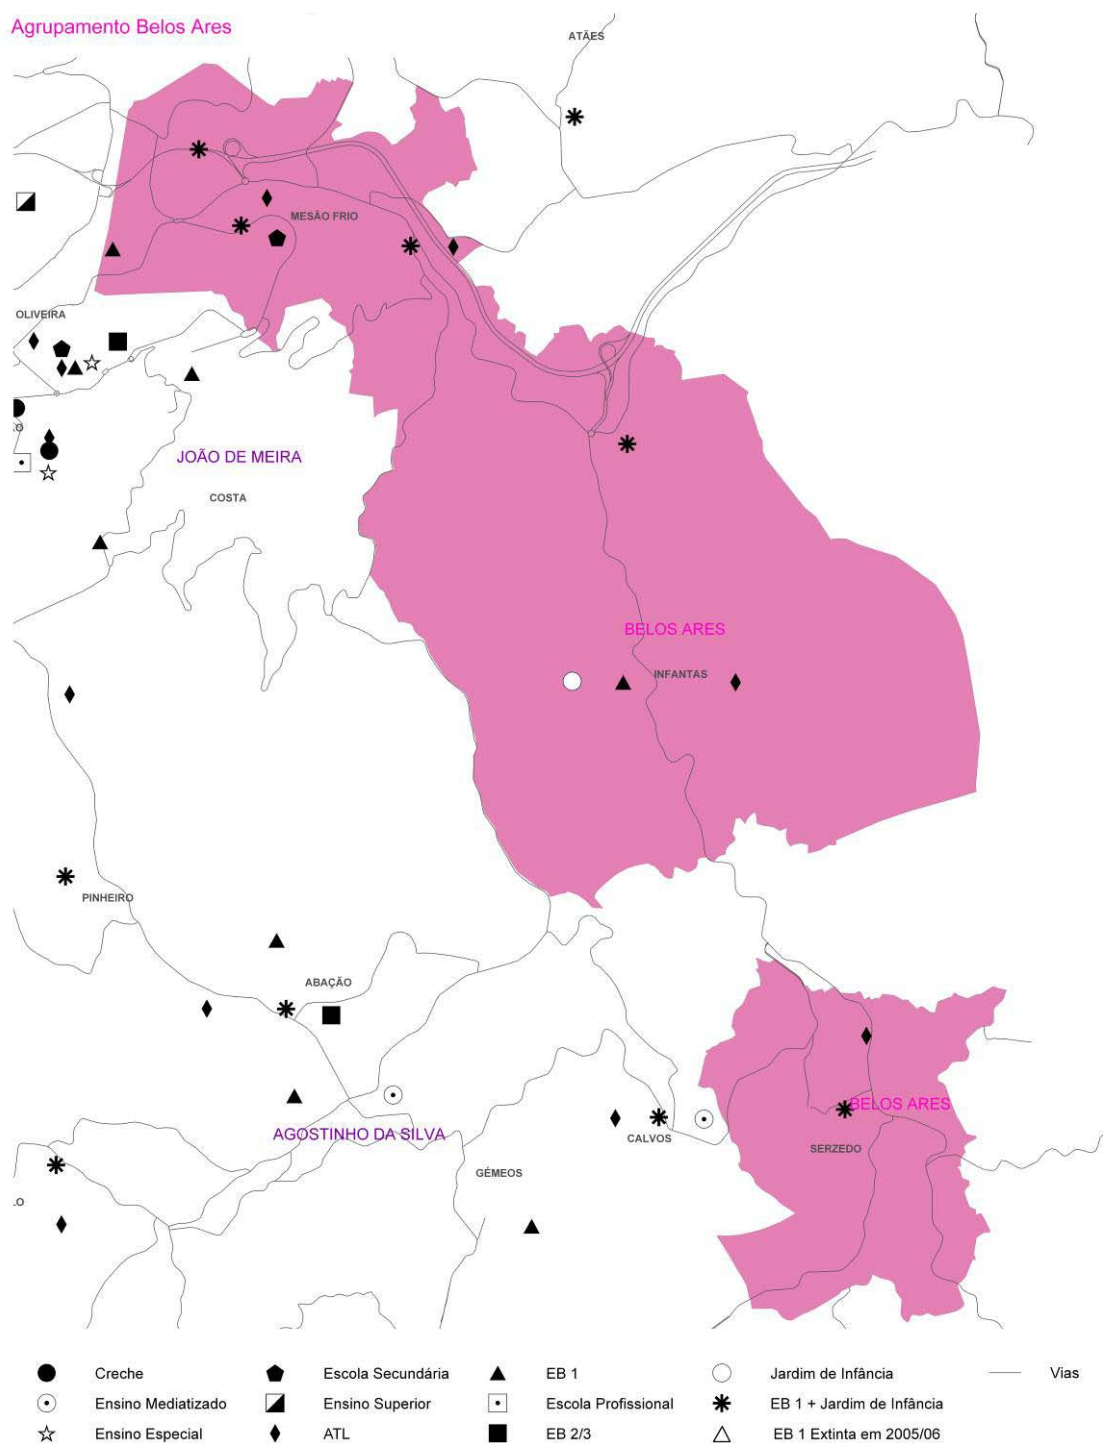 Agrupamento Belos Ares
ATÃES
MESÃO FRIO
OLIVEIRA
LO
JOÃO DE MEIRA
COSTA
BELOS ARES
INFANTAS
PINHEIRO
ABAÇÃO
BELOS ARES
AGOSTINHO DA SILVA
CALVOS
SERZEDO
GÉMEOS
LO
Creche
Escola Secundária
EB 1
Jardim de Infância
Vias
Ensino Mediatizado
Ensino Superior
Escola Profissional
EB 1 + Jardim de Infância
Ensino Especial
ATL
EB 2/3
EB 1 Extinta em 2005/06